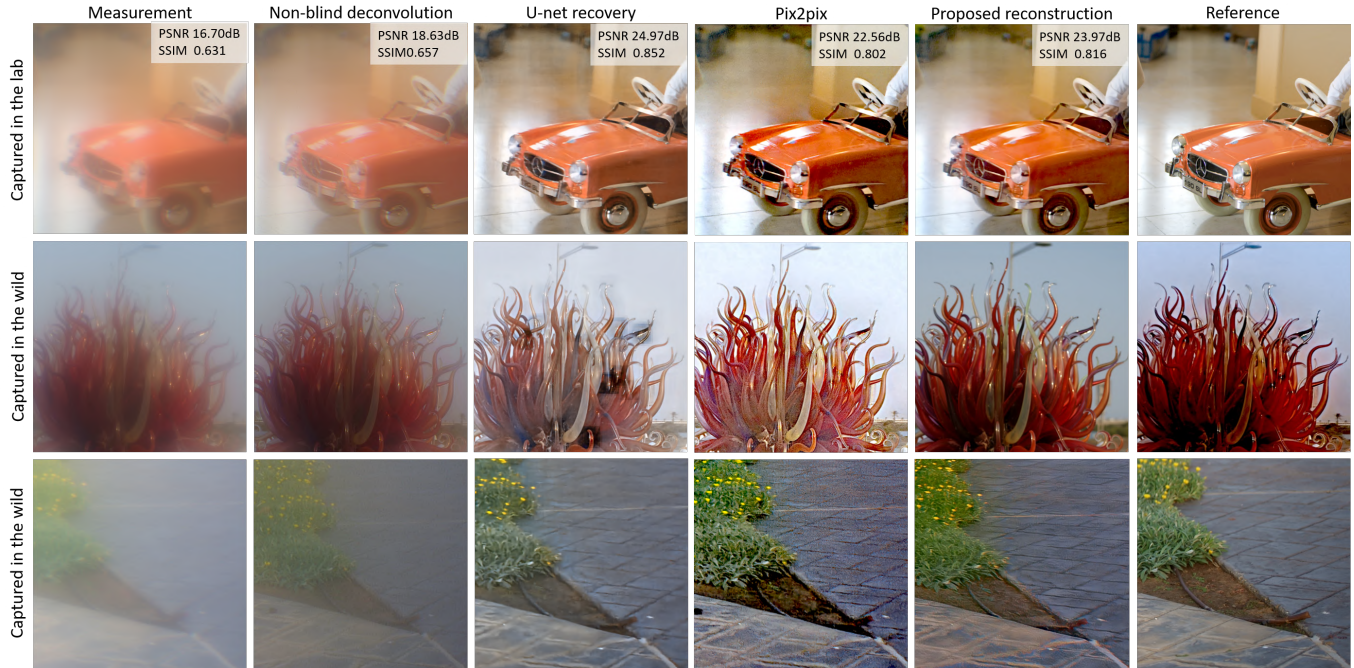 Measurement
Non-blind deconvolution
U-net recovery
Pix2pix
Proposed reconstruction
Reference
Captured in the lab
PSNR 16.70dB
SSIM 0.631
PSNR 18.63dB
SSIM0.657
PSNR 24.97dB
SSIM 0.852
PSNR 22.56dB
SSIM 0.802
PSNR 23.97dB
SSIM 0.816
Captured in the wild
Captured in the wild